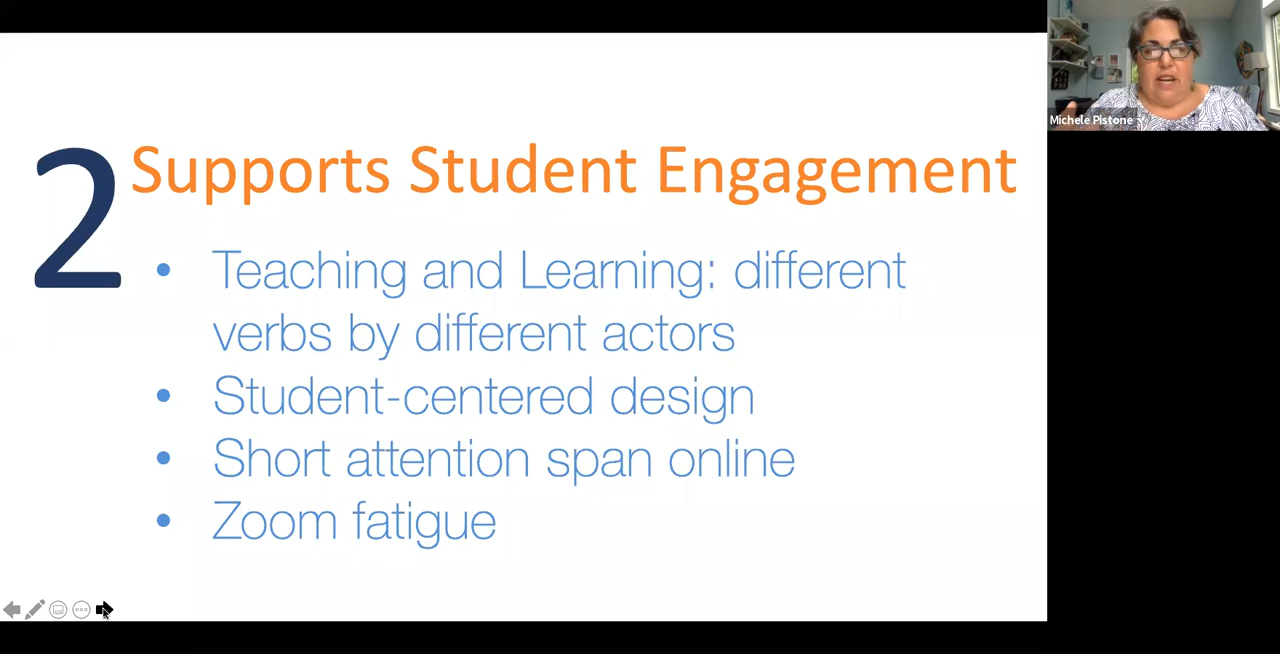 2
Supports Student Engagement
• Teaching and Learning: different
verbs by different actors
• Student-centered design
• Short attention span online
• Zoom fatigue
Michele Pistone